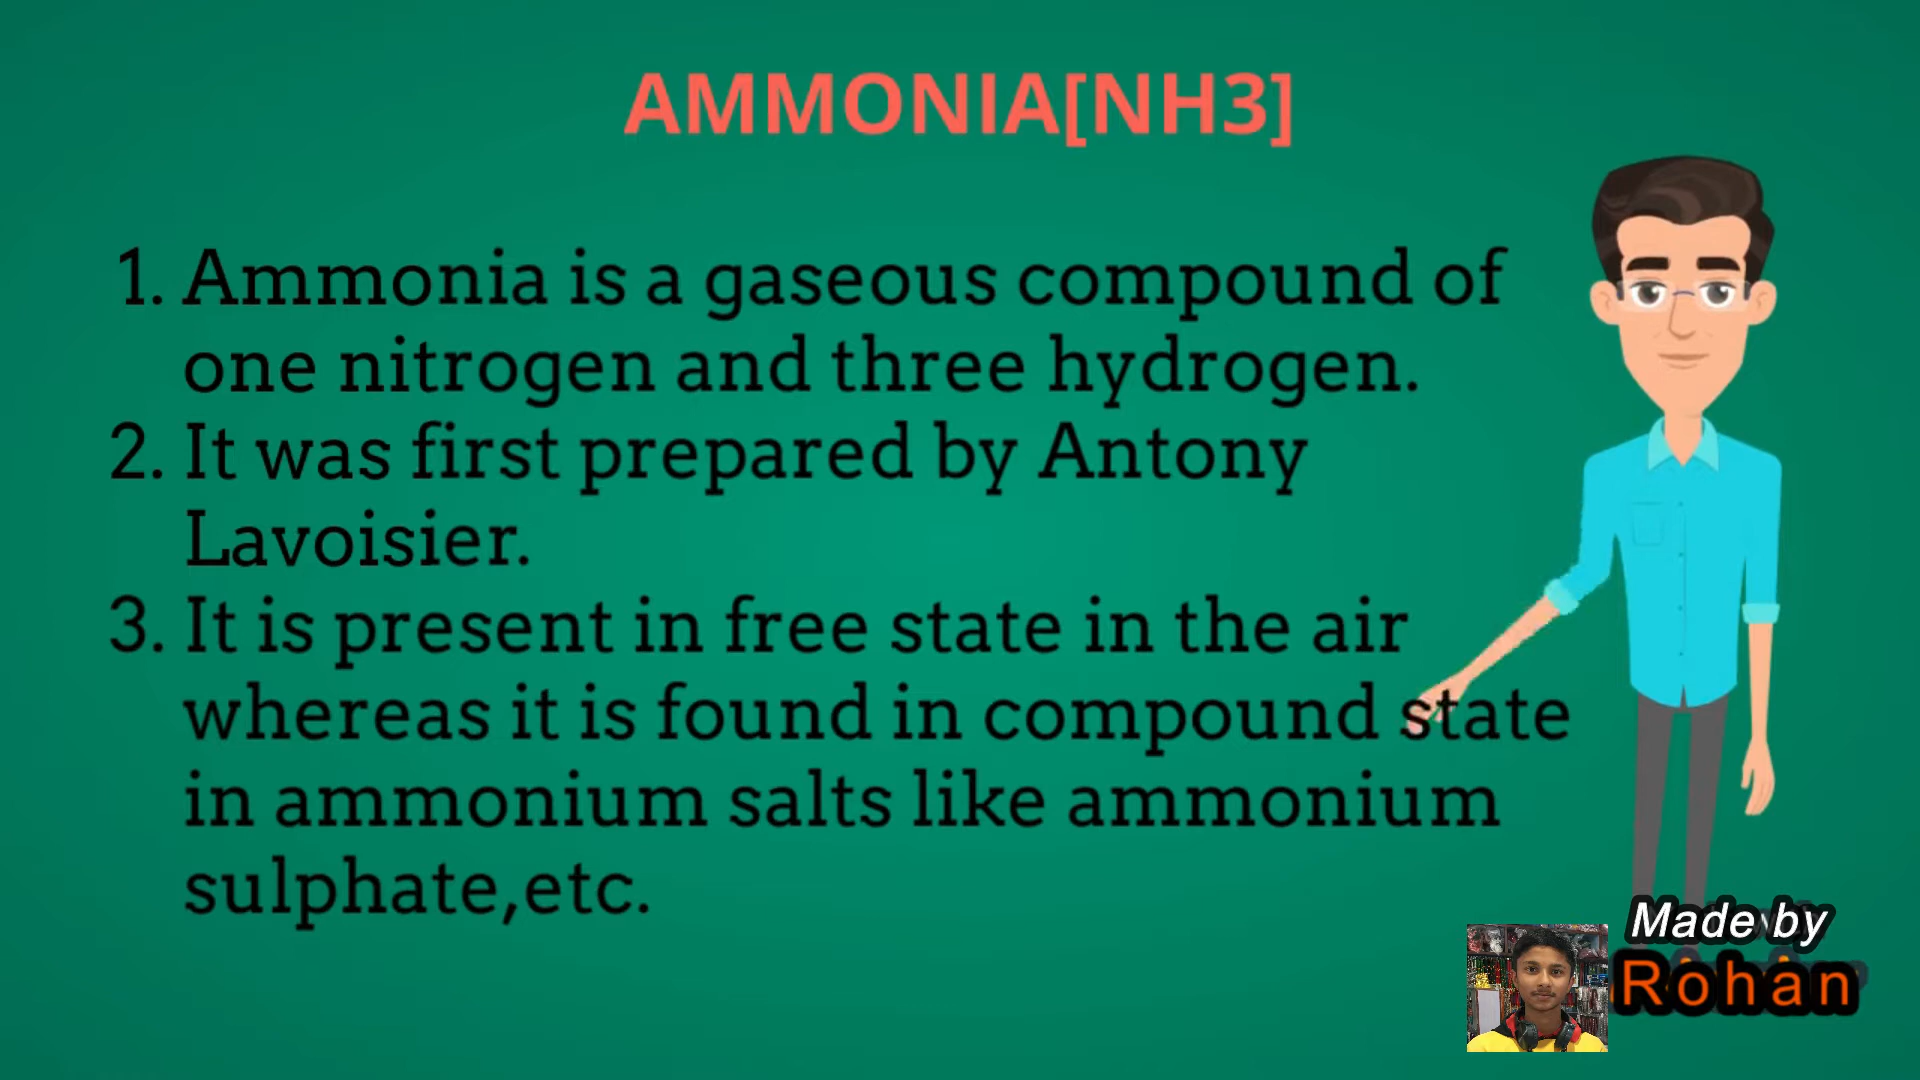 AMMONIA[NH3]
1. Ammonia is a gaseous compound of
one nitrogen and three hydrogen.
2. It was first prepared by Antony
Lavoisier.
3. It is present in free state in the air
whereas it is found in compound state
in ammonium salts like ammonium
sulphate,etc.
Made by
Rohan